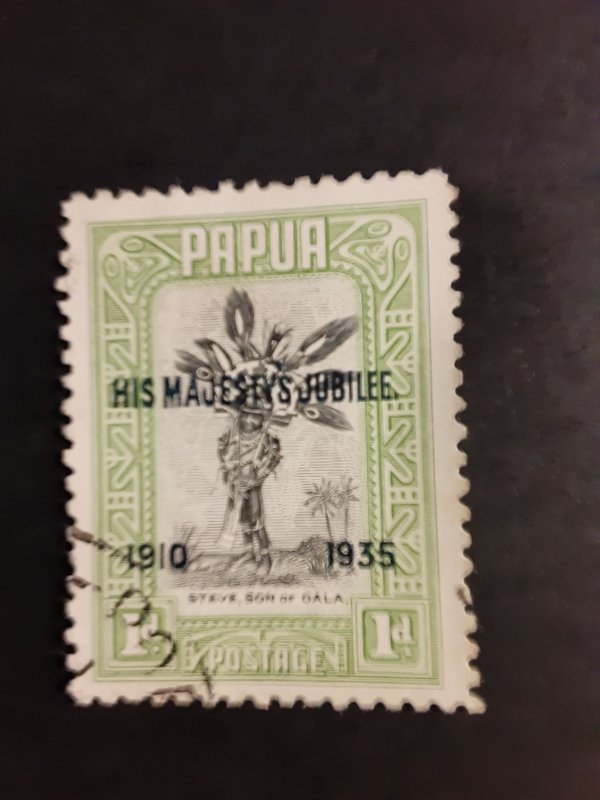 PAPUA
HIS MAJESTY'S JUBILEE.
1910 1935
STEVE, SON OF OALA.
1d. 1d.
POSTAGE